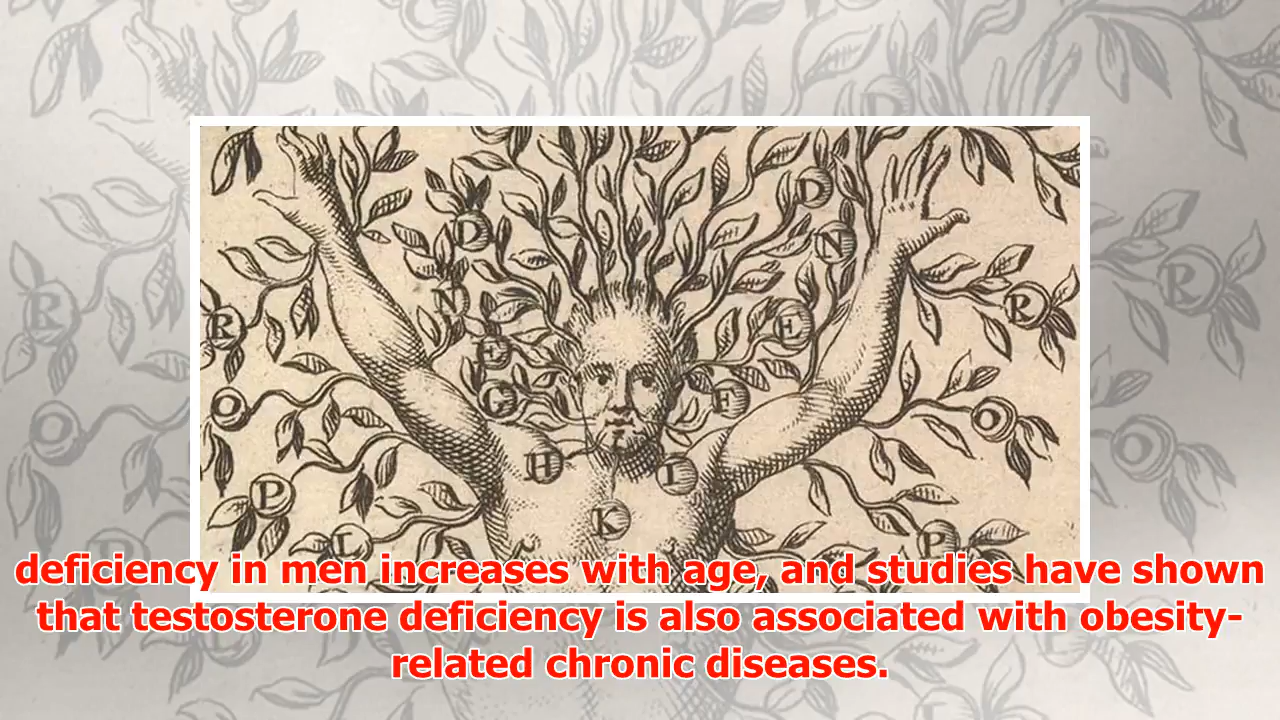 D
D
N
N
R
E
R
E
O
F
O
H
I
P
K
L
P
R
O
R
O
deficiency in men increases with age, and studies have shown
that testosterone deficiency is also associated with obesity-
related chronic diseases.